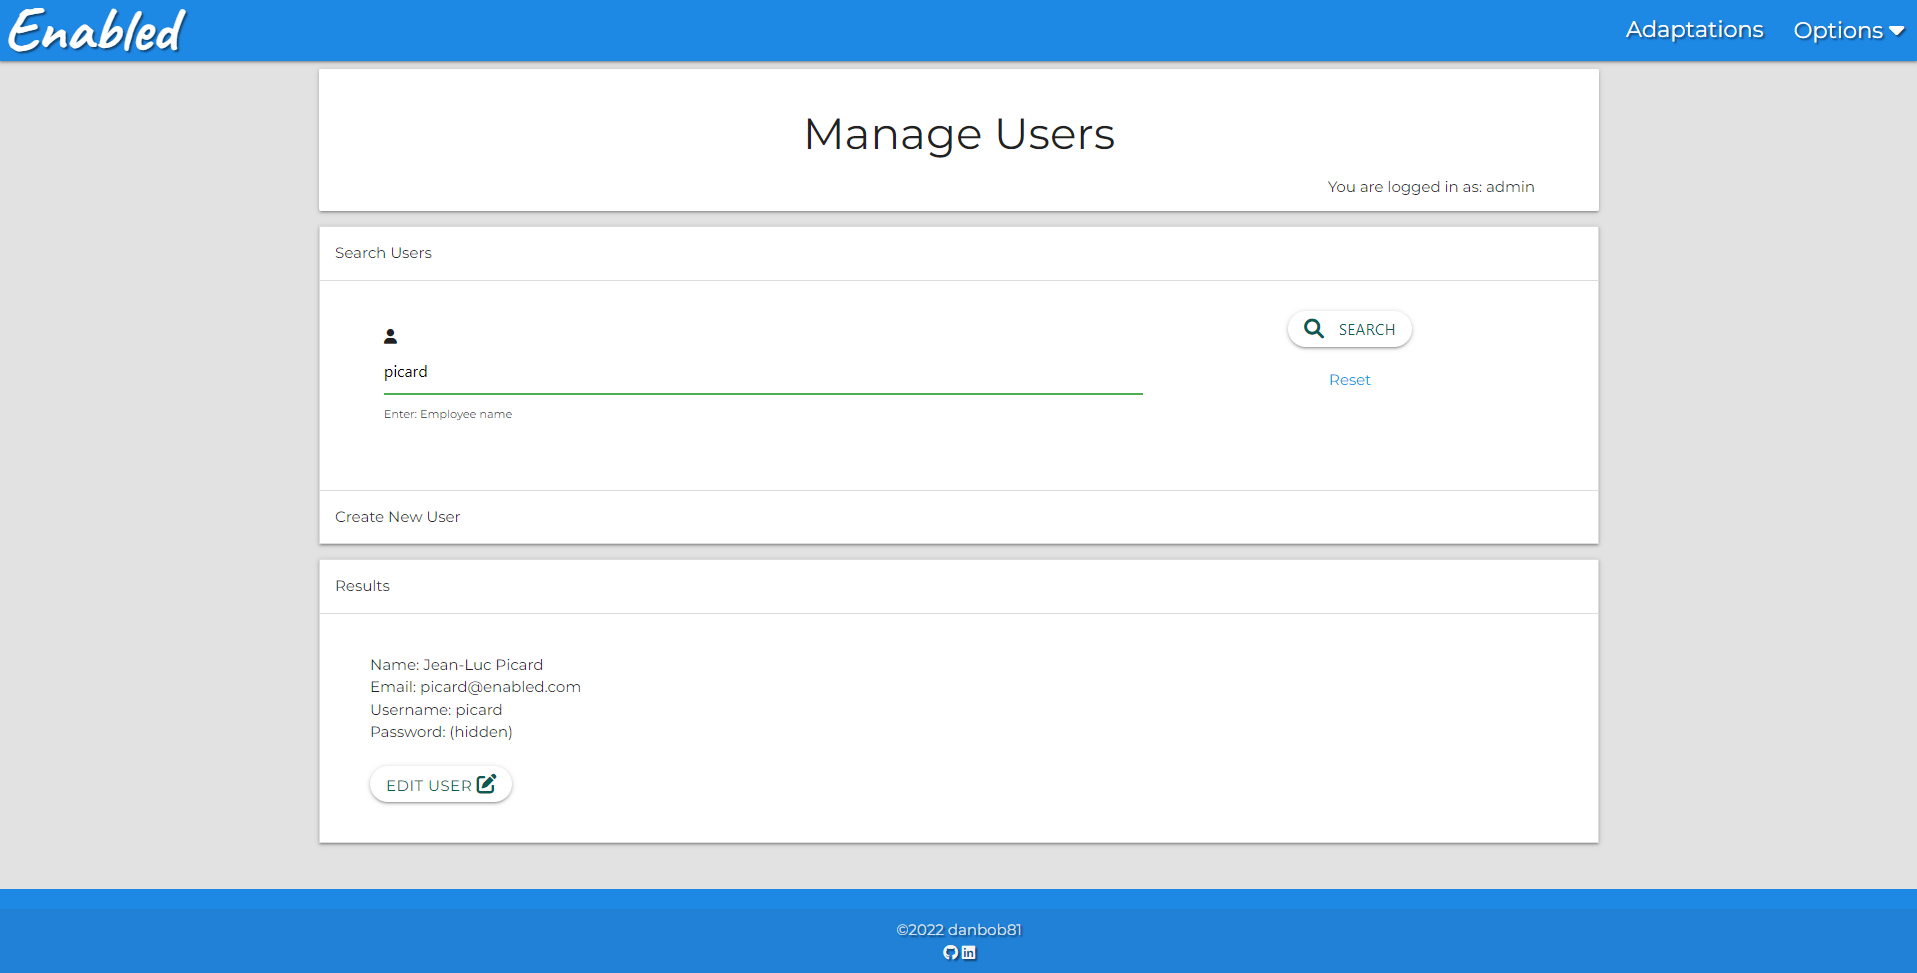 Enabled
Adaptations
Options
Manage Users
You are logged in as: admin
Search Users
picard
Enter: Employee name
SEARCH
Reset
Create New User
Results
Name: Jean-Luc Picard
Email: picard@enabled.com
Username: picard
Password: (hidden)
EDIT USER
©2022 danbob81